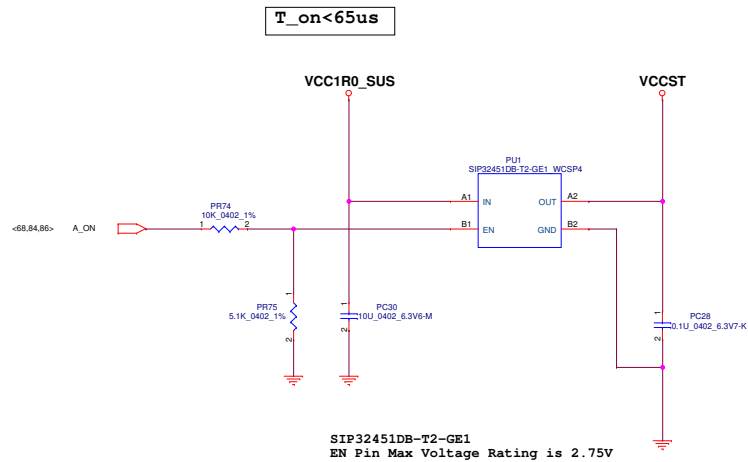 T_on<65us
VCC1R0_SUS
VCCST
PU1
SIP32451DB-T2-GE1_WCSP4
A1
IN
OUT
A2
B1
EN
GND
B2
PR74
10K_0402_1%
<68,84,86>
A_ON
1
2
1
PR75
5.1K_0402_1%
2
1
PC30
10U_0402_6.3V6-M
2
1
PC28
0.1U_0402_6.3V7-K
2
SIP32451DB-T2-GE1
EN Pin Max Voltage Rating is 2.75V